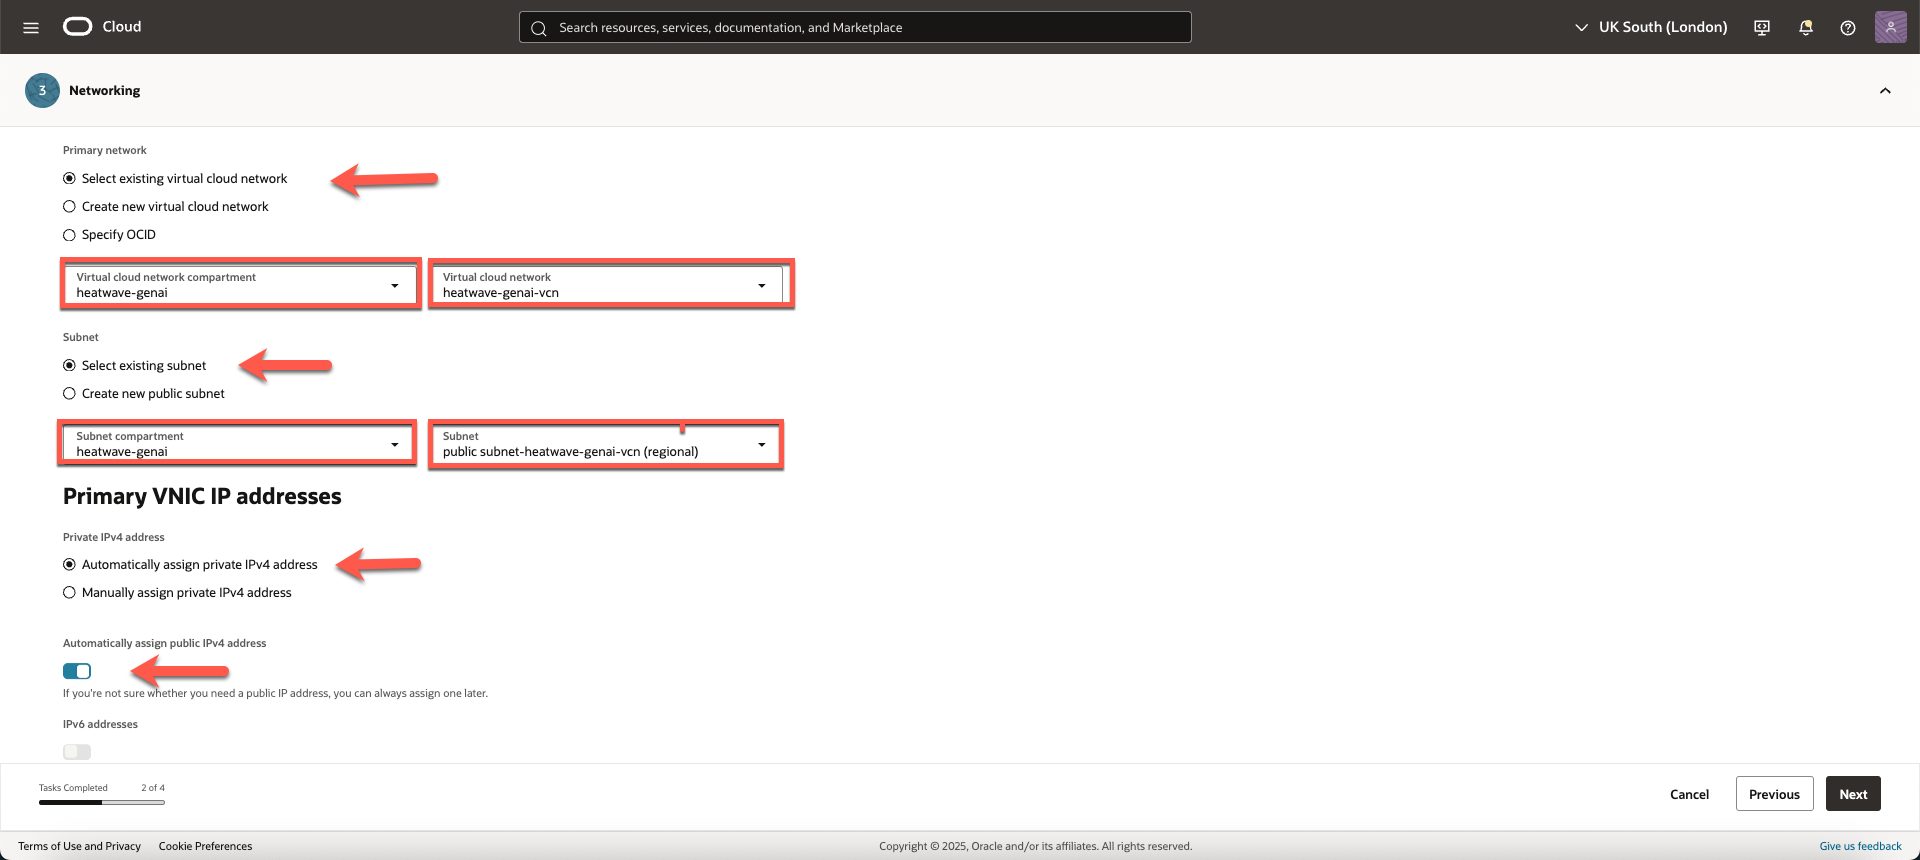 Cloud
Search resources, services, documentation, and Marketplace
UK South (London)
3
Networking
Primary network
Select existing virtual cloud network
Create new virtual cloud network
Specify OCID
Virtual cloud network compartment
heatwave-genai
Virtual cloud network
heatwave-genai-vcn
Subnet
Select existing subnet
Create new public subnet
Subnet compartment
heatwave-genai
Subnet
public subnet-heatwave-genai-vcn (regional)
Primary VNIC IP addresses
Private IPv4 address
Automatically assign private IPv4 address
Manually assign private IPv4 address
Automatically assign public IPv4 address
If you're not sure whether you need a public IP address, you can always assign one later.
IPv6 addresses
Tasks Completed 2 of 4
Cancel
Previous
Next
Terms of Use and Privacy
Cookie Preferences
Copyright © 2025, Oracle and/or its affiliates. All rights reserved.
Give us feedback